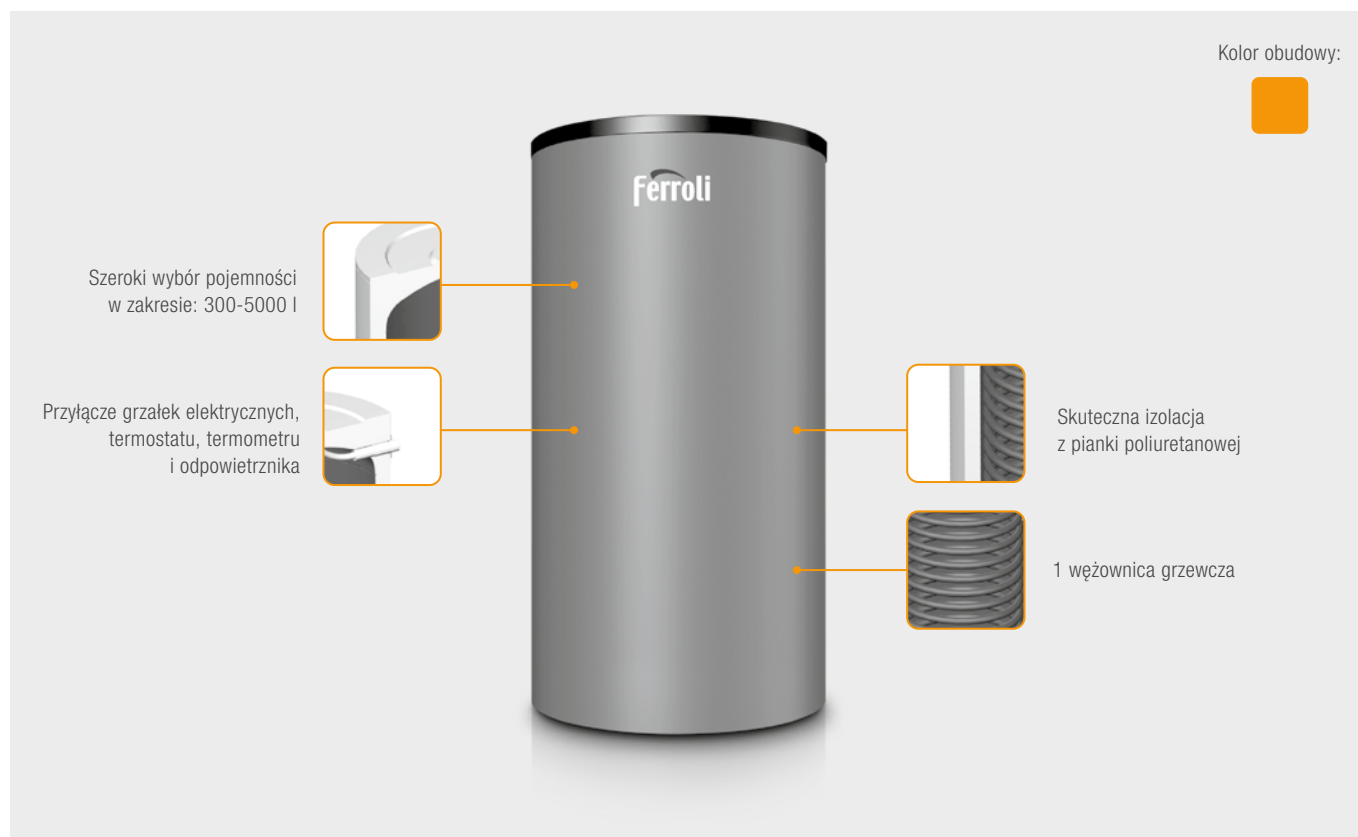 Kolor obudowy:
Ferroli
Szeroki wybór pojemności
w zakresie: 300-5000 l
Przyłącze grzałek elektrycznych,
termostatu, termometru
i odpowietrznika
Skuteczna izolacja
z pianki poliuretanowej
1 wężownica grzewcza